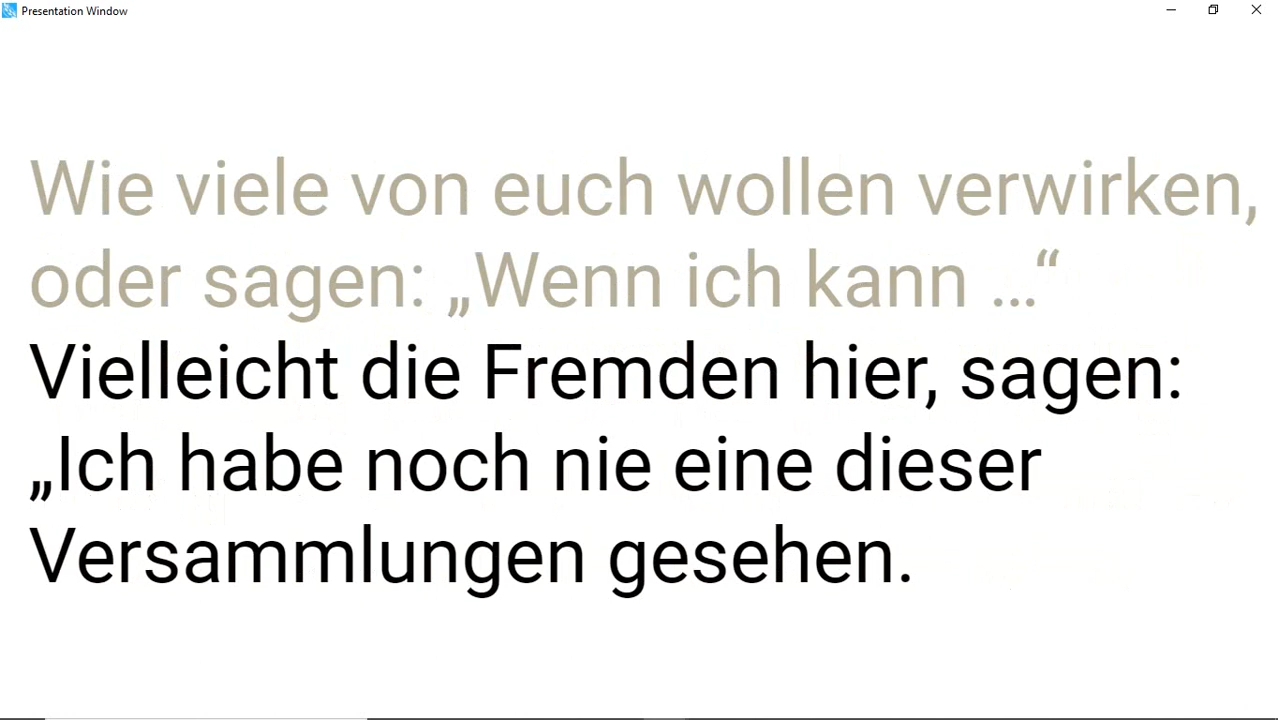 Presentation Window
Wie viele von euch wollen verwirken,
oder sagen: „Wenn ich kann ...“
Vielleicht die Fremden hier, sagen:
„Ich habe noch nie eine dieser
Versammlungen gesehen.